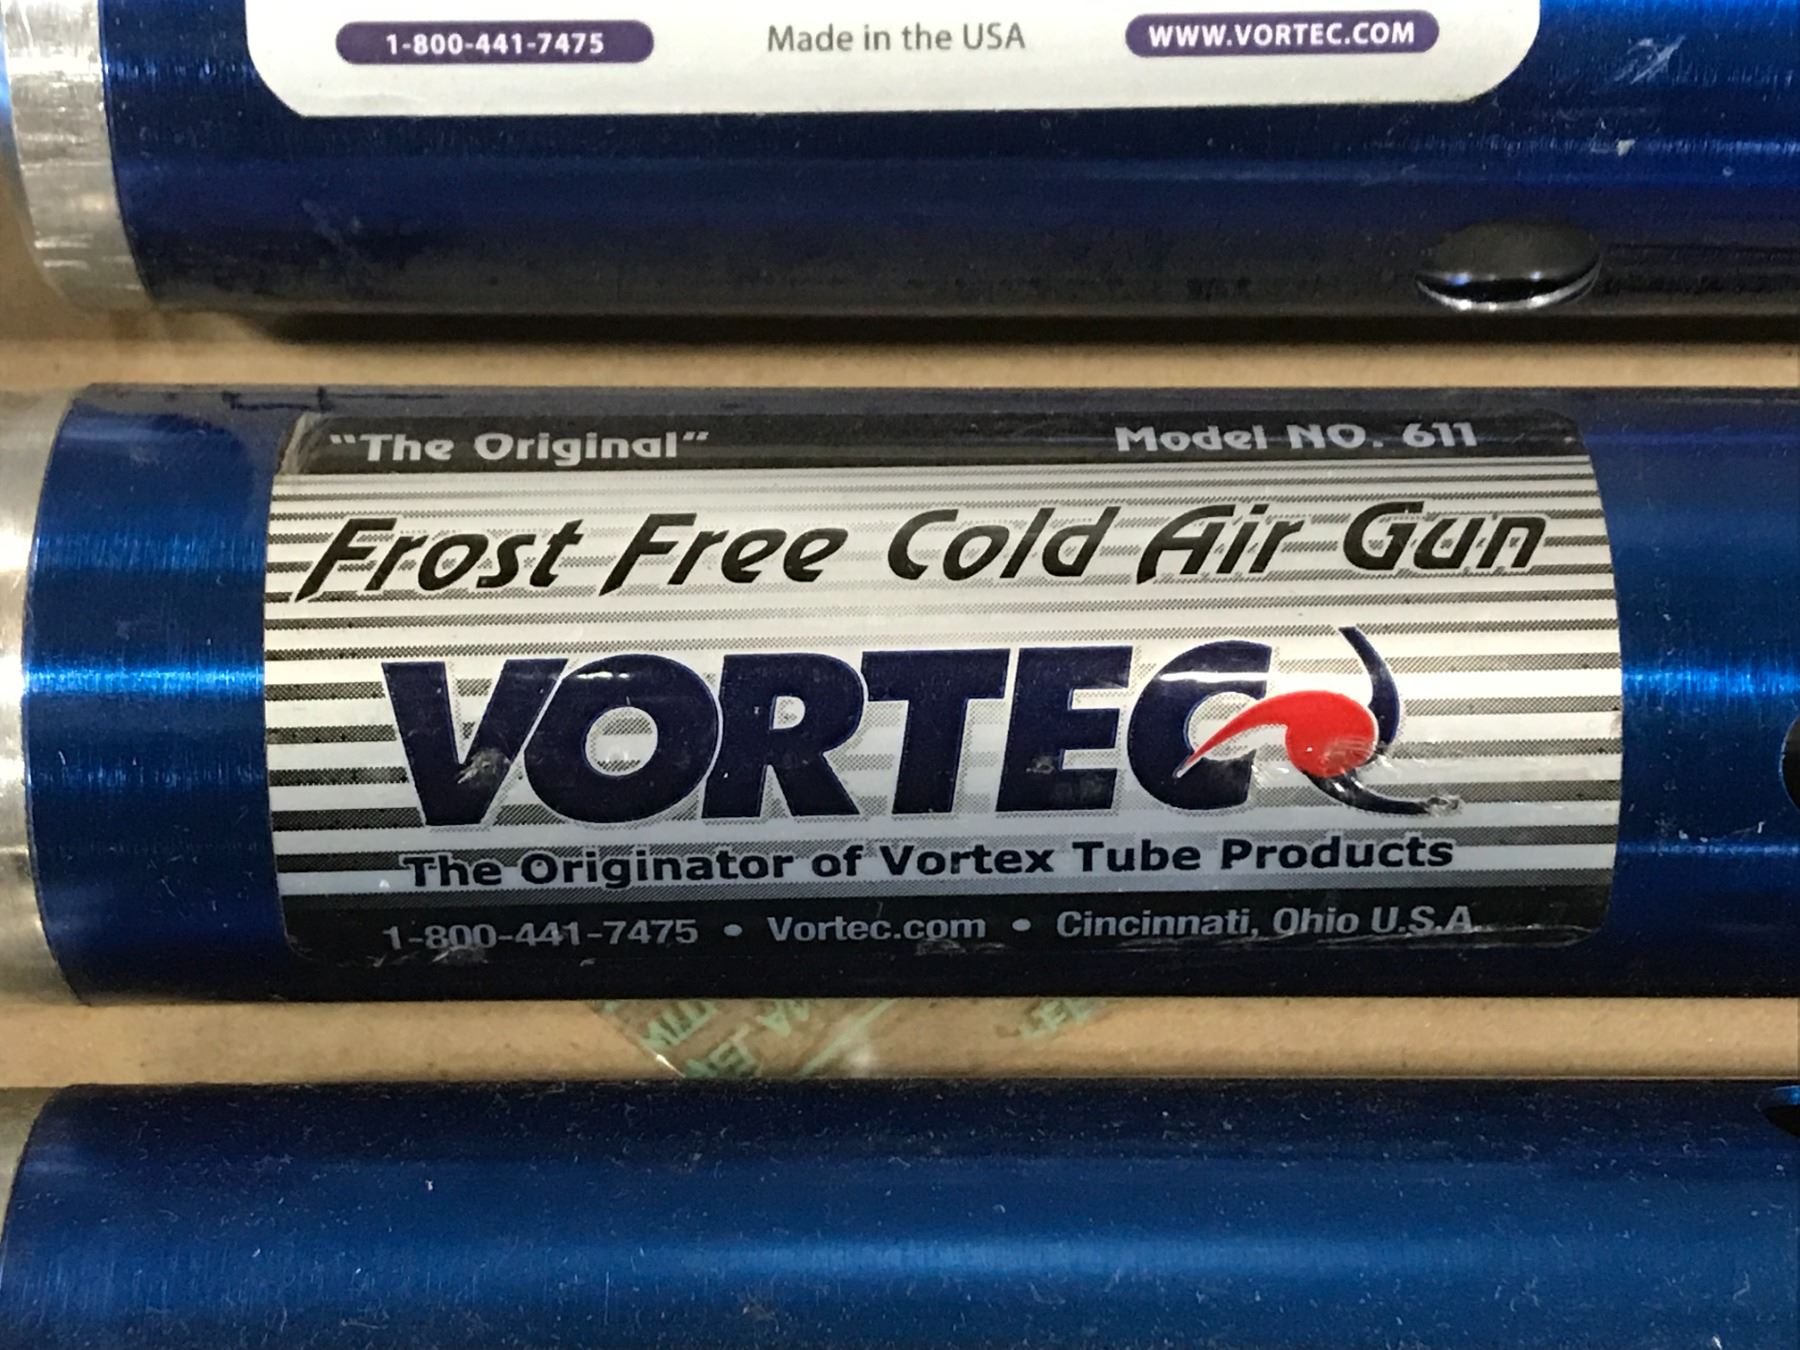 1-800-441-7475 Made in the USA WWW.VORTEC.COM
"The Original" Model NO. 611
Frost Free Cold Air Gun
VORTEC
The Originator of Vortex Tube Products
1-800-441-7475 • Vortec.com • Cincinnati, Ohio U.S.A.